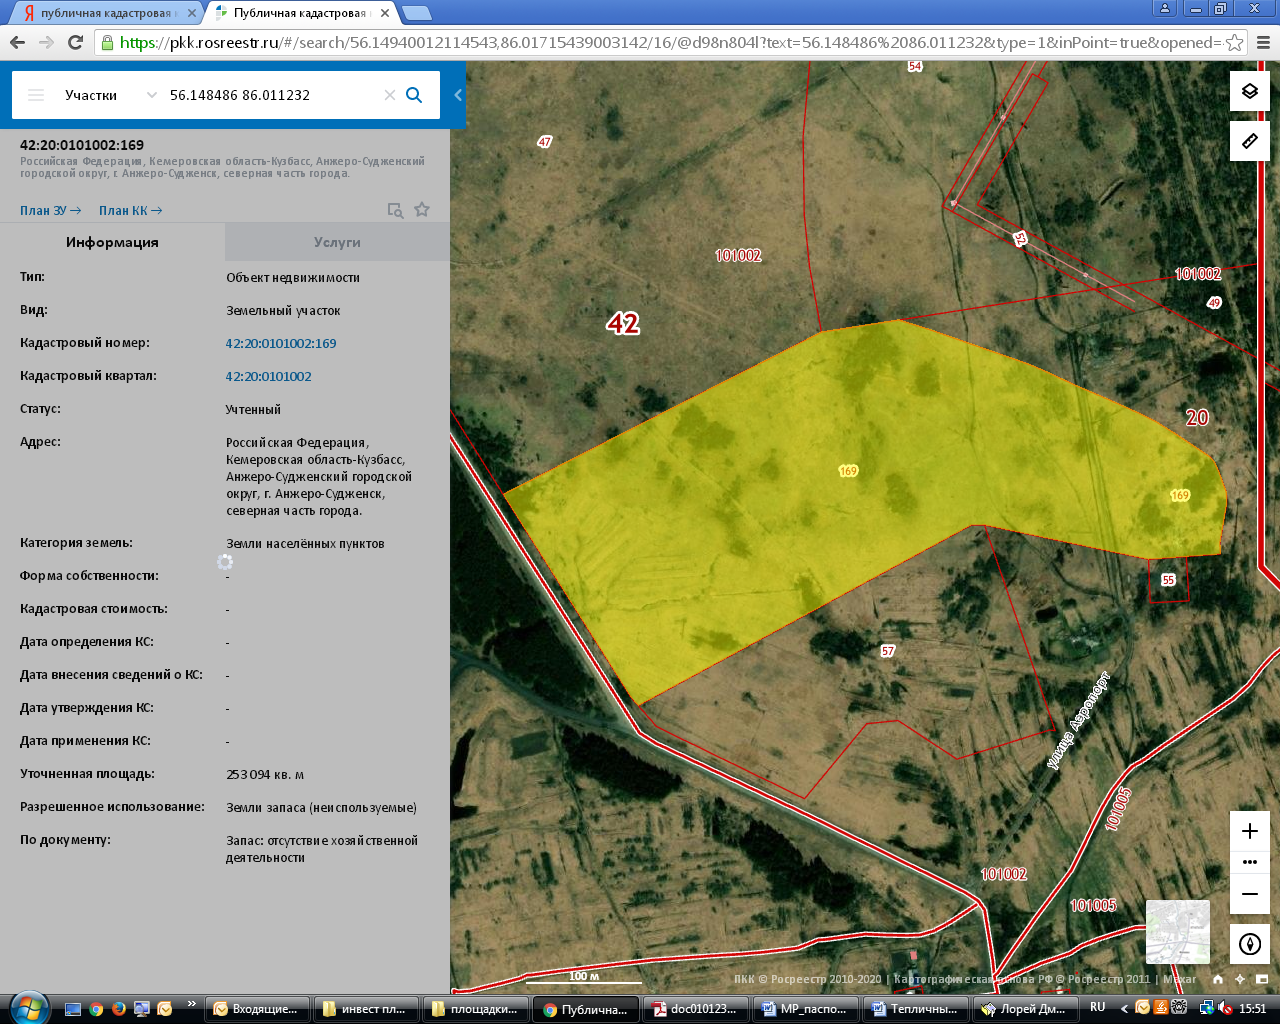 публичная кадастровая к
Публичная кадастровая к
https://pkk.rosreestr.ru/#/search/56.14940012114543,86.01715439003142/16/@d98n804l?text=56.148486%2086.011232&type=1&inPoint=true&opened=
Участки
56.148486 86.011232
42:20:0101002:169
Российская Федерация, Кемеровская область-Кузбасс, Анжеро-Судженский
городской округ, г. Анжеро-Судженск, северная часть города.
План ЗУ →
План КК →
Информация
Услуги
Тип:
Объект недвижимости
Вид:
Земельный участок
Кадастровый номер:
42:20:0101002:169
Кадастровый квартал:
42:20:0101002
Статус:
Учтенный
Адрес:
Российская Федерация,
Кемеровская область-Кузбасс,
Анжеро-Судженский городской
округ, г. Анжеро-Судженск,
северная часть города.
Категория земель:
Земли населённых пунктов
Форма собственности:
-
Кадастровая стоимость:
-
Дата определения КС:
-
Дата внесения сведений о КС:
-
Дата утверждения КС:
-
Дата применения КС:
-
Уточненная площадь:
253 094 кв. м
Разрешенное использование:
Земли запаса (неиспользуемые)
По документу:
Запас: отсутствие хозяйственной
деятельности
54
47
52
101002
101002
49
42
20
169
169
55
57
улица Аэропорт
101005
101002
101005
100 м
ПКК © Росреестр 2010-2020 | Картографическая основа РФ © Росреестр 2011 | Maxar
Входящие...
инвест пл...
площадки...
Публична...
doc010123...
МР_паспо...
Тепличны...
Лорей Дм...
RU
15:51